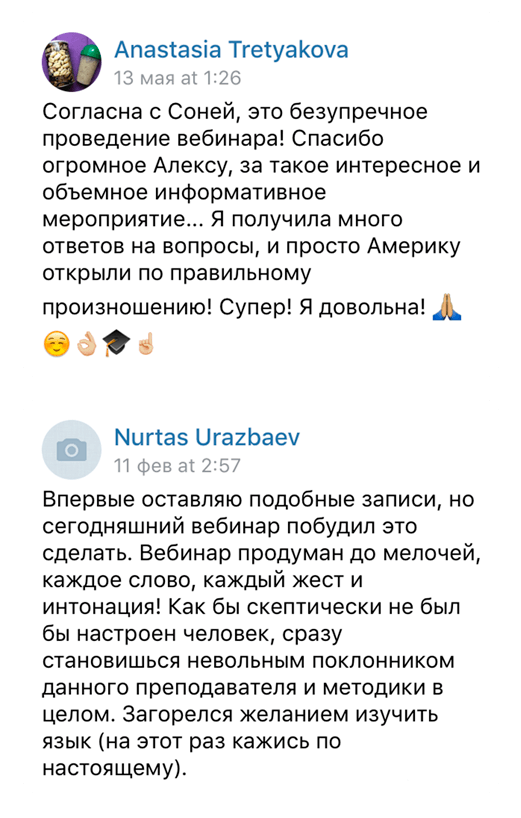 Anastasia Tretyakova
13 мая at 1:26
Согласна с Соней, это безупречное
проведение вебинара! Спасибо
огромное Алексу, за такое интересное и
объемное информативное
мероприятие... Я получила много
ответов на вопросы, и просто Америку
открыли по правильному
произношению! Супер! Я довольна! 🙏🏼
☺️👌🏻🎓☝🏻
Nurtas Urazbaev
11 фев at 2:57
Впервые оставляю подобные записи, но
сегодняшний вебинар побудил это
сделать. Вебинар продуман до мелочей,
каждое слово, каждый жест и
интонация! Как бы скептически не был
бы настроен человек, сразу
становишься невольным поклонником
данного преподавателя и методики в
целом. Загорелся желанием изучить
язык (на этот раз кажись по
настоящему).